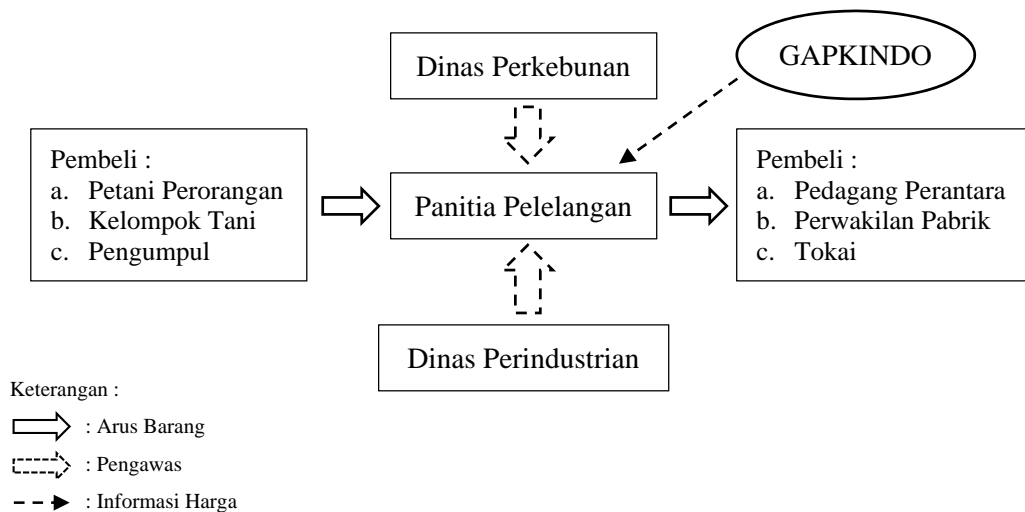 Dinas Perkebunan
GAPKINDO
Pembeli :
a. Petani Perorangan
b. Kelompok Tani
c. Pengumpul
Panitia Pelelangan
Pembeli :
a. Pedagang Perantara
b. Perwakilan Pabrik
c. Tokai
Dinas Perindustrian
Keterangan :
: Arus Barang
: Pengawas
: Informasi Harga